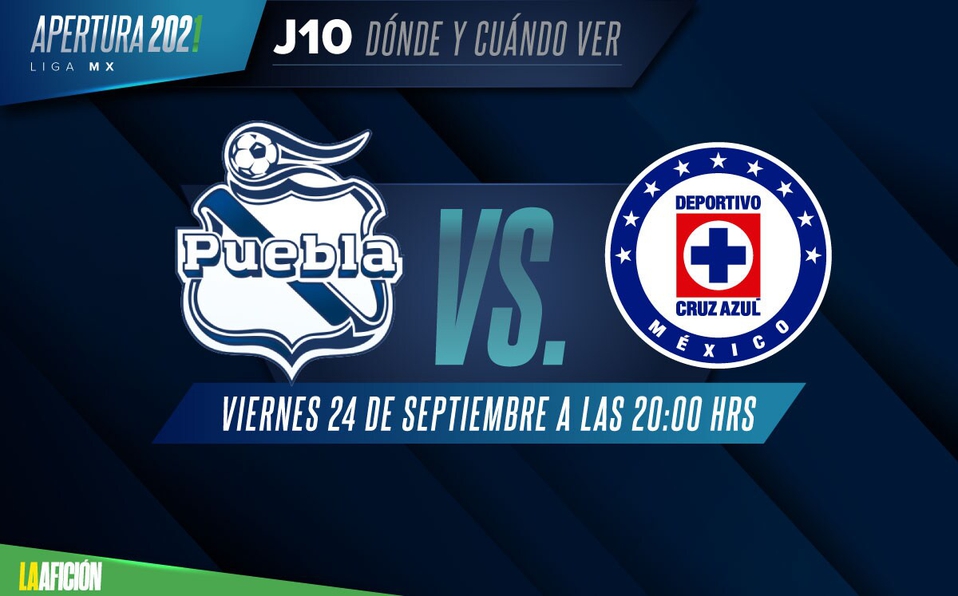 APERTURA 2021
LIGA MX
J10 DÓNDE Y CUÁNDO VER
Puebla
VS.
DEPORTIVO
CRUZ AZUL
MÉXICO
VIERNES 24 DE SEPTIEMBRE A LAS 20:00 HRS
LAAFICIÓN